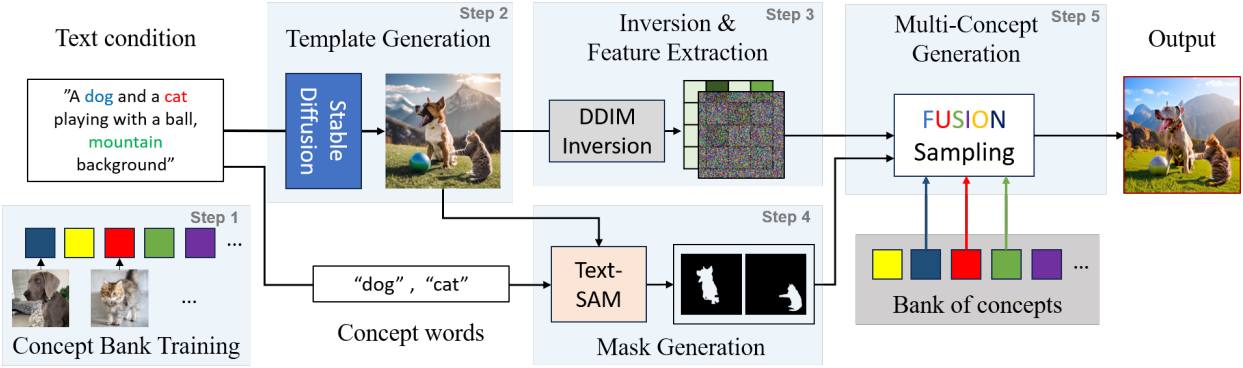 Text condition
"A dog and a cat
playing with a ball,
mountain
background"
Step 1
...
...
Concept Bank Training
Step 2
Template Generation
Stable
Diffusion
Step 3
Inversion &
Feature Extraction
DDIM
Inversion
"dog" , "cat"
Concept words
Step 4
Text-
SAM
Mask Generation
Step 5
Multi-Concept
Generation
FUSION
Sampling
...
Bank of concepts
Output